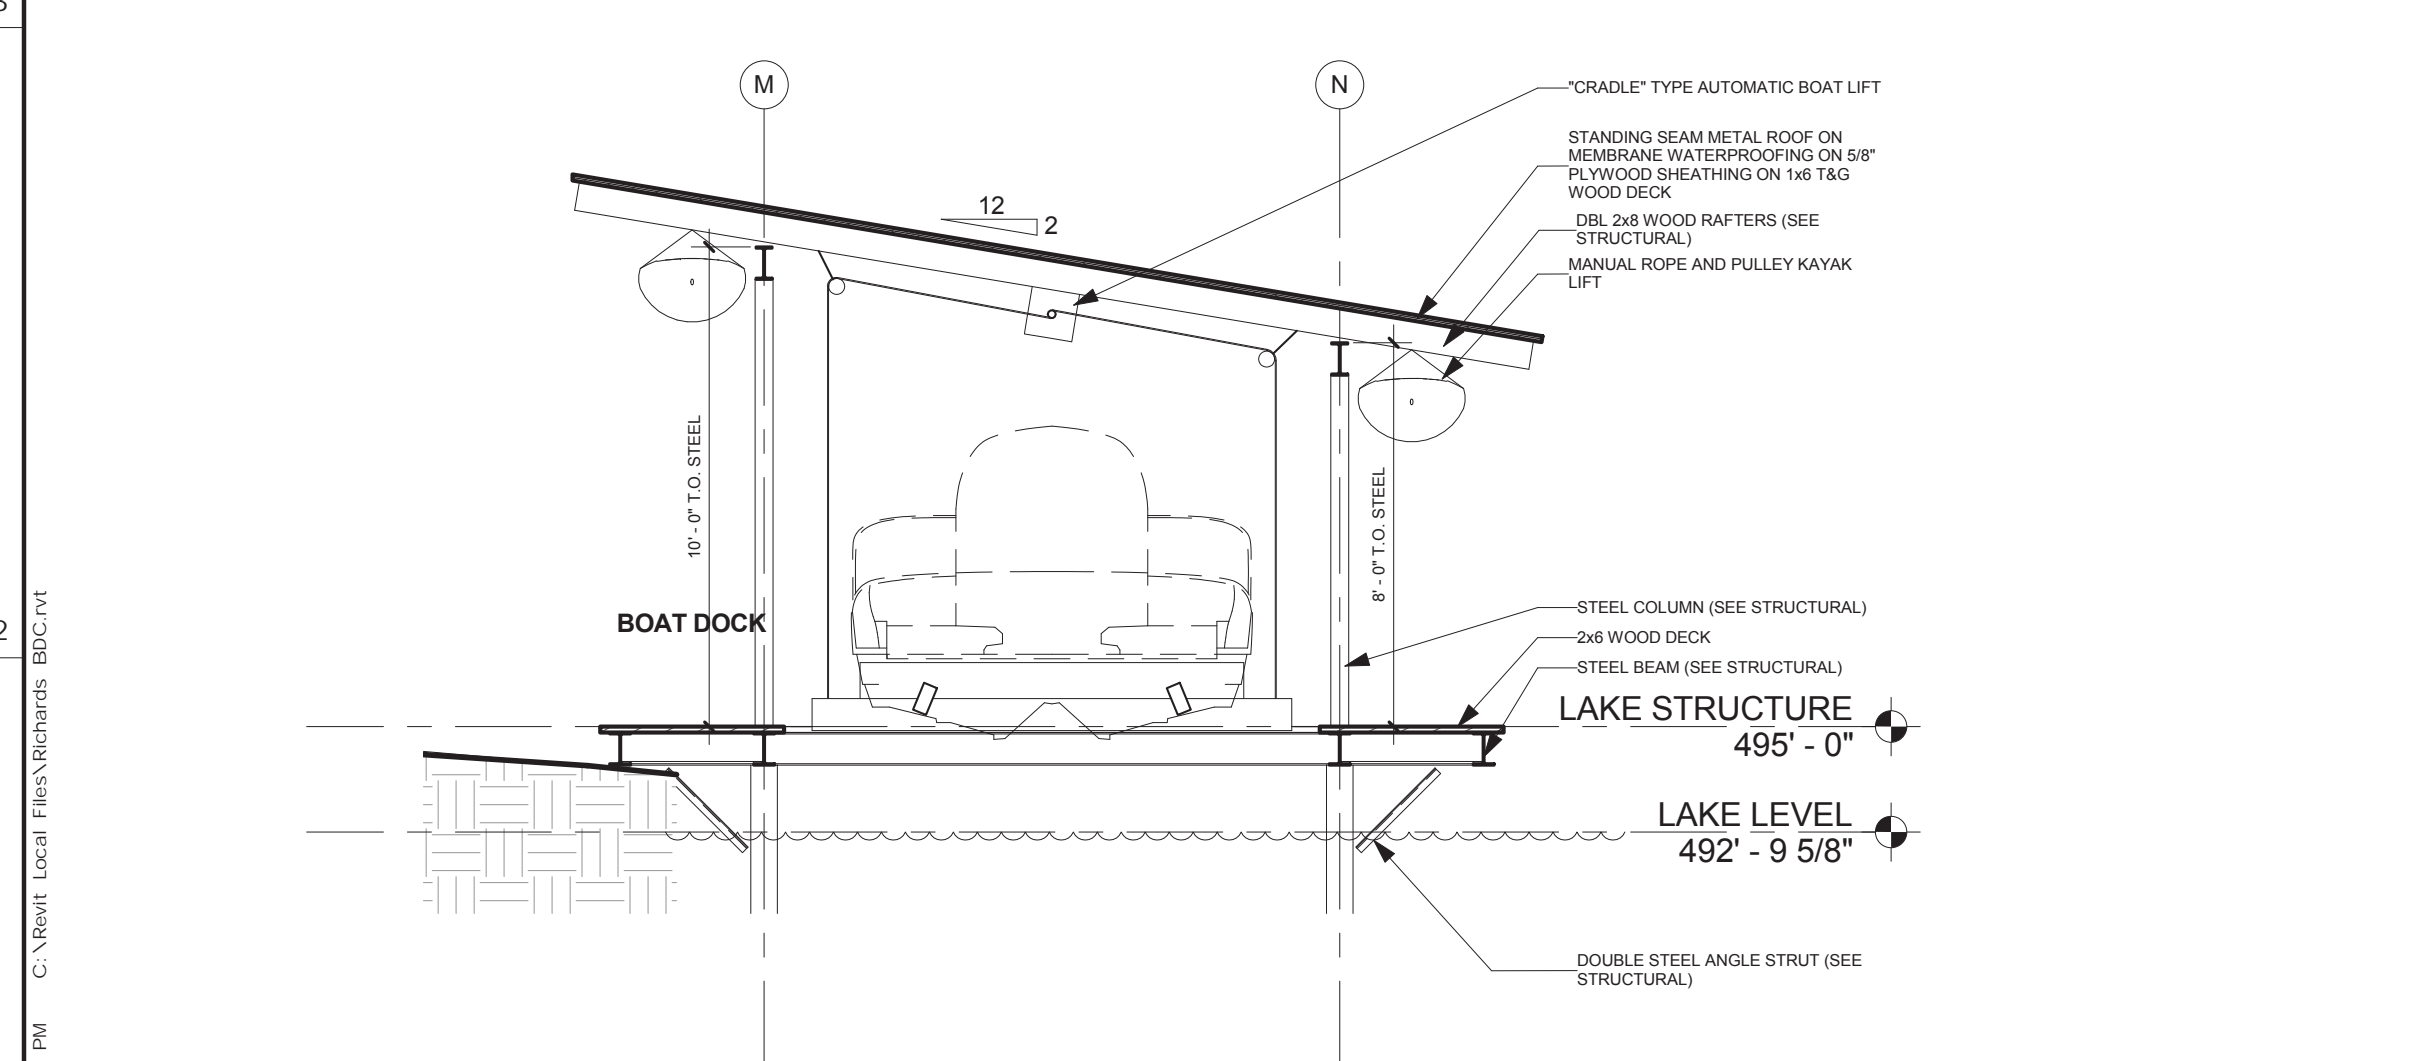 3
M
N
"CRADLE" TYPE AUTOMATIC BOAT LIFT
STANDING SEAM METAL ROOF ON
MEMBRANE WATERPROOFING ON 5/8"
PLYWOOD SHEATHING ON 1x6 T&G
WOOD DECK
12
2
DBL 2x8 WOOD RAFTERS (SEE
STRUCTURAL)
MANUAL ROPE AND PULLEY KAYAK
LIFT
10' - 0" T.O. STEEL
8' - 0" T.O. STEEL
BOAT DOCK
2
STEEL COLUMN (SEE STRUCTURAL)
2x6 WOOD DECK
STEEL BEAM (SEE STRUCTURAL)
LAKE STRUCTURE
495' - 0"
LAKE LEVEL
492' - 9 5/8"
DOUBLE STEEL ANGLE STRUT (SEE
STRUCTURAL)
PM C:\Revit Local Files\Richards BDC.rvt